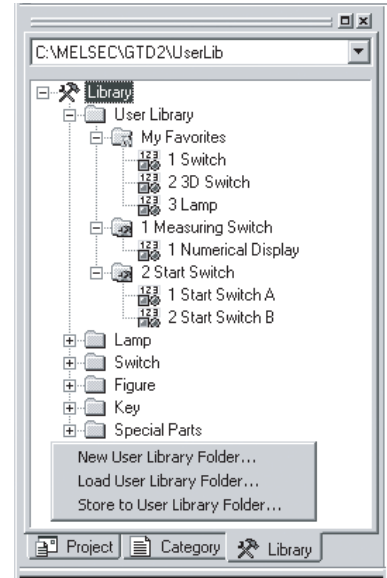 C:\MELSEC\GTD2\UserLib
Library
User Library
My Favorites
1 Switch
2 3D Switch
3 Lamp
1 Measuring Switch
1 Numerical Display
2 Start Switch
1 Start Switch A
2 Start Switch B
Lamp
Switch
Figure
Key
Special Parts
New User Library Folder...
Load User Library Folder...
Store to User Library Folder...
Project Category Library